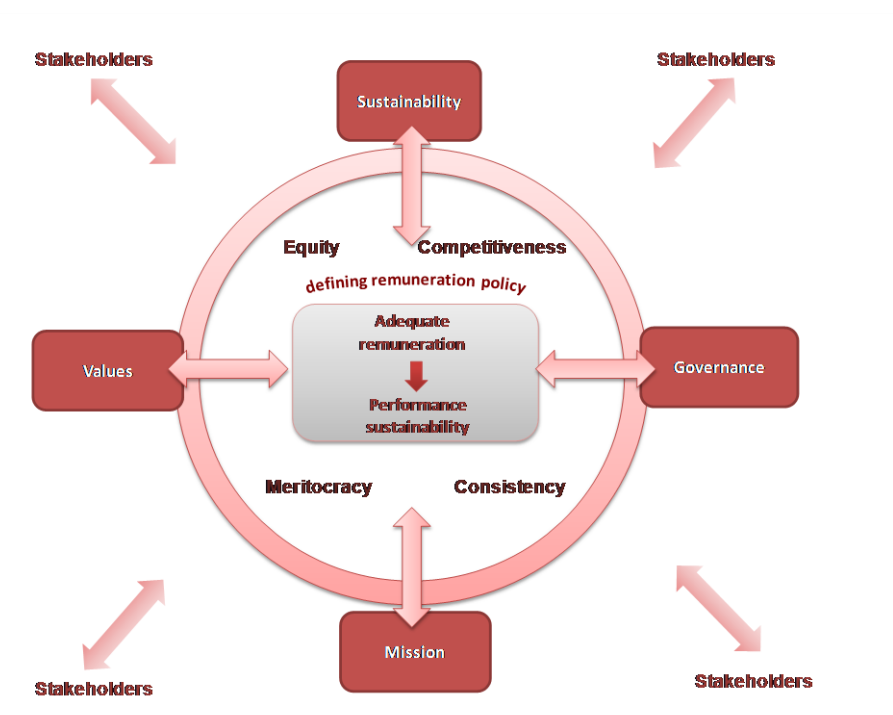 Stakeholders
Stakeholders
Sustainability
Equity
Competitiveness
defining remuneration policy
Adequate
remuneration
Values
Governance
Performance
sustainability
Meritocracy
Consistency
Mission
Stakeholders
Stakeholders